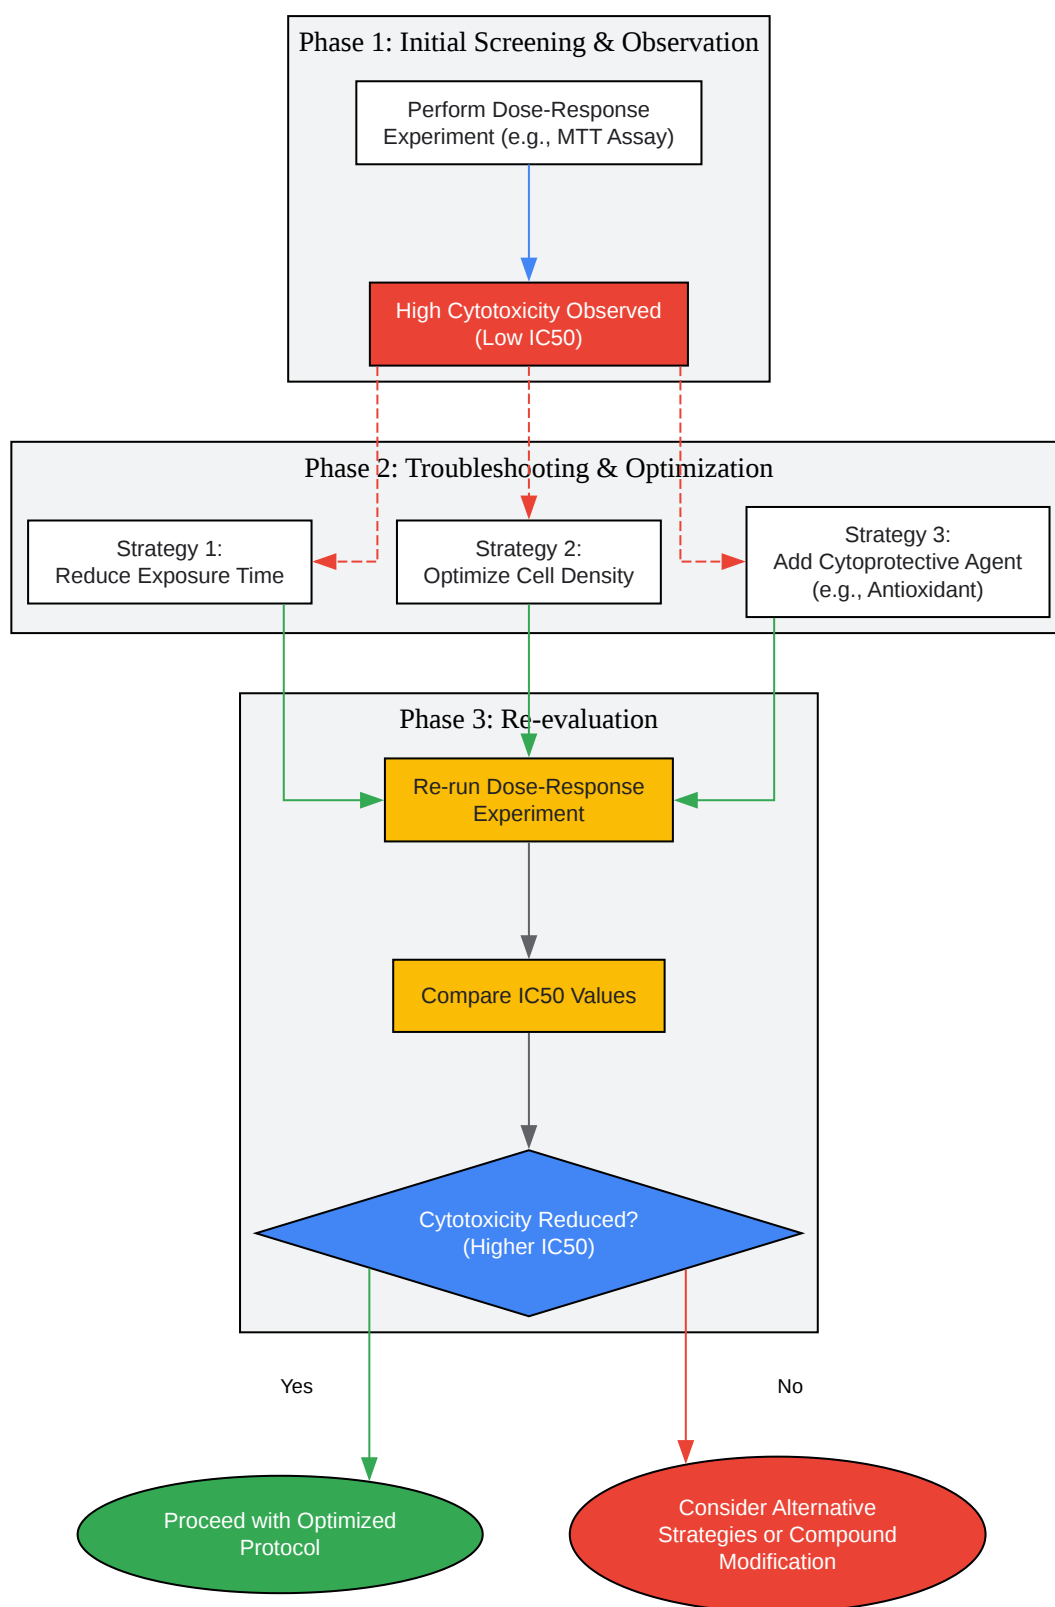 Phase 1: Initial Screening & Observation
Perform Dose-Response
Experiment (e.g., MTT Assay)
High Cytotoxicity Observed
(Low IC50)
Phase 2: Troubleshooting & Optimization
Strategy 1:
Reduce Exposure Time
Strategy 2:
Optimize Cell Density
Strategy 3:
Add Cytoprotective Agent
(e.g., Antioxidant)
Phase 3: Re-evaluation
Re-run Dose-Response
Experiment
Compare IC50 Values
Cytotoxicity Reduced?
(Higher IC50)
Yes
No
Proceed with Optimized
Protocol
Consider Alternative
Strategies or Compound
Modification